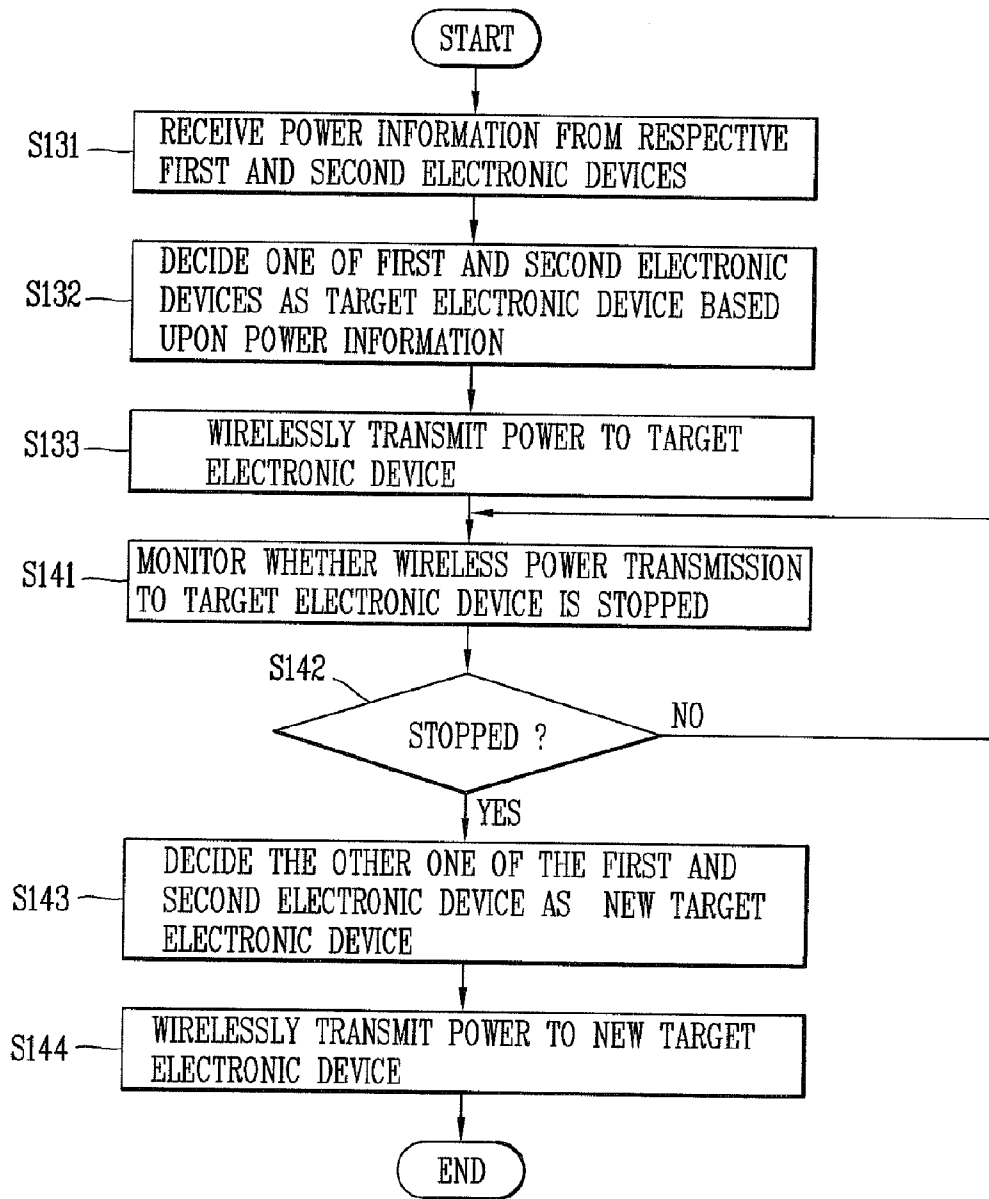 START
S131
RECEIVE POWER INFORMATION FROM RESPECTIVE
FIRST AND SECOND ELECTRONIC DEVICES
S132
DECIDE ONE OF FIRST AND SECOND ELECTRONIC
DEVICES AS TARGET ELECTRONIC DEVICE BASED
UPON POWER INFORMATION
S133
WIRELESSLY TRANSMIT POWER TO TARGET
ELECTRONIC DEVICE
S141
MONITOR WHETHER WIRELESS POWER TRANSMISSION
TO TARGET ELECTRONIC DEVICE IS STOPPED
S142
STOPPED ?
NO
YES
S143
DECIDE THE OTHER ONE OF THE FIRST AND
SECOND ELECTRONIC DEVICE AS NEW TARGET
ELECTRONIC DEVICE
S144
WIRELESSLY TRANSMIT POWER TO NEW TARGET
ELECTRONIC DEVICE
END